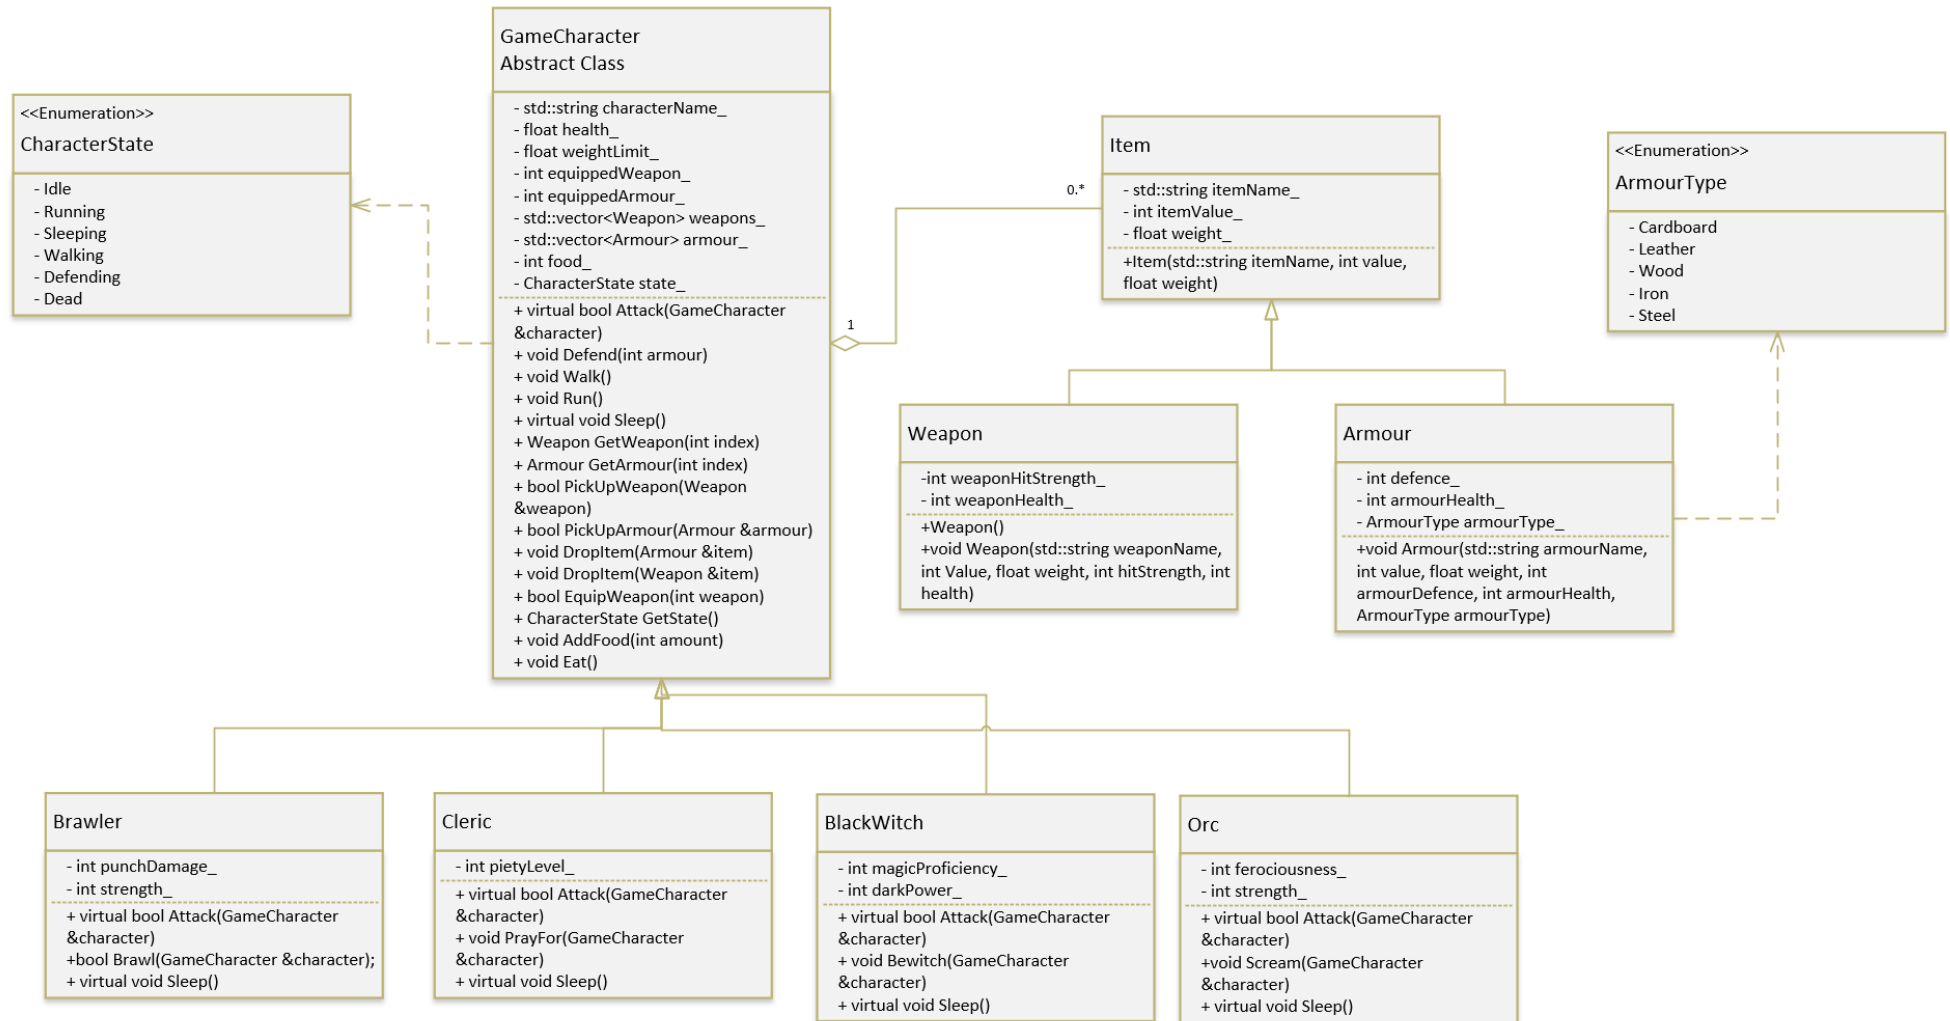 GameCharacter
Abstract Class
- std::string characterName_
- float health_
- float weightLimit_
- int equippedWeapon_
- int equippedArmour_
- std::vector<Weapon> weapons_
- std::vector<Armour> armour_
- int food_
- CharacterState state_
+ virtual bool Attack(GameCharacter
&character)
+ void Defend(int armour)
+ void Walk()
+ void Run()
+ virtual void Sleep()
+ Weapon GetWeapon(int index)
+ Armour GetArmour(int index)
+ bool PickUpWeapon(Weapon
&weapon)
+ bool PickUpArmour(Armour &armour)
+ void DropItem(Armour &item)
+ void DropItem(Weapon &item)
+ bool EquipWeapon(int weapon)
+ CharacterState GetState()
+ void AddFood(int amount)
+ void Eat()
<<Enumeration>>
CharacterState
- Idle
- Running
- Sleeping
- Walking
- Defending
- Dead
1
0.*
Item
- std::string itemName_
- int itemValue_
- float weight_
+Item(std::string itemName, int value,
float weight)
<<Enumeration>>
ArmourType
- Cardboard
- Leather
- Wood
- Iron
- Steel
Weapon
-int weaponHitStrength_
- int weaponHealth_
+Weapon()
+void Weapon(std::string weaponName,
int Value, float weight, int hitStrength, int
health)
Armour
- int defence_
- int armourHealth_
- ArmourType armourType_
+void Armour(std::string armourName,
int value, float weight, int
armourDefence, int armourHealth,
ArmourType armourType)
Brawler
- int punchDamage_
- int strength_
+ virtual bool Attack(GameCharacter
&character)
+bool Brawl(GameCharacter &character);
+ virtual void Sleep()
Cleric
- int pietyLevel_
+ virtual bool Attack(GameCharacter
&character)
+ void PrayFor(GameCharacter
&character)
+ virtual void Sleep()
BlackWitch
- int magicProficiency_
- int darkPower_
+ virtual bool Attack(GameCharacter
&character)
+ void Bewitch(GameCharacter
&character)
+ virtual void Sleep()
Orc
- int ferociousness_
- int strength_
+ virtual bool Attack(GameCharacter
&character)
+void Scream(GameCharacter
&character)
+ virtual void Sleep()